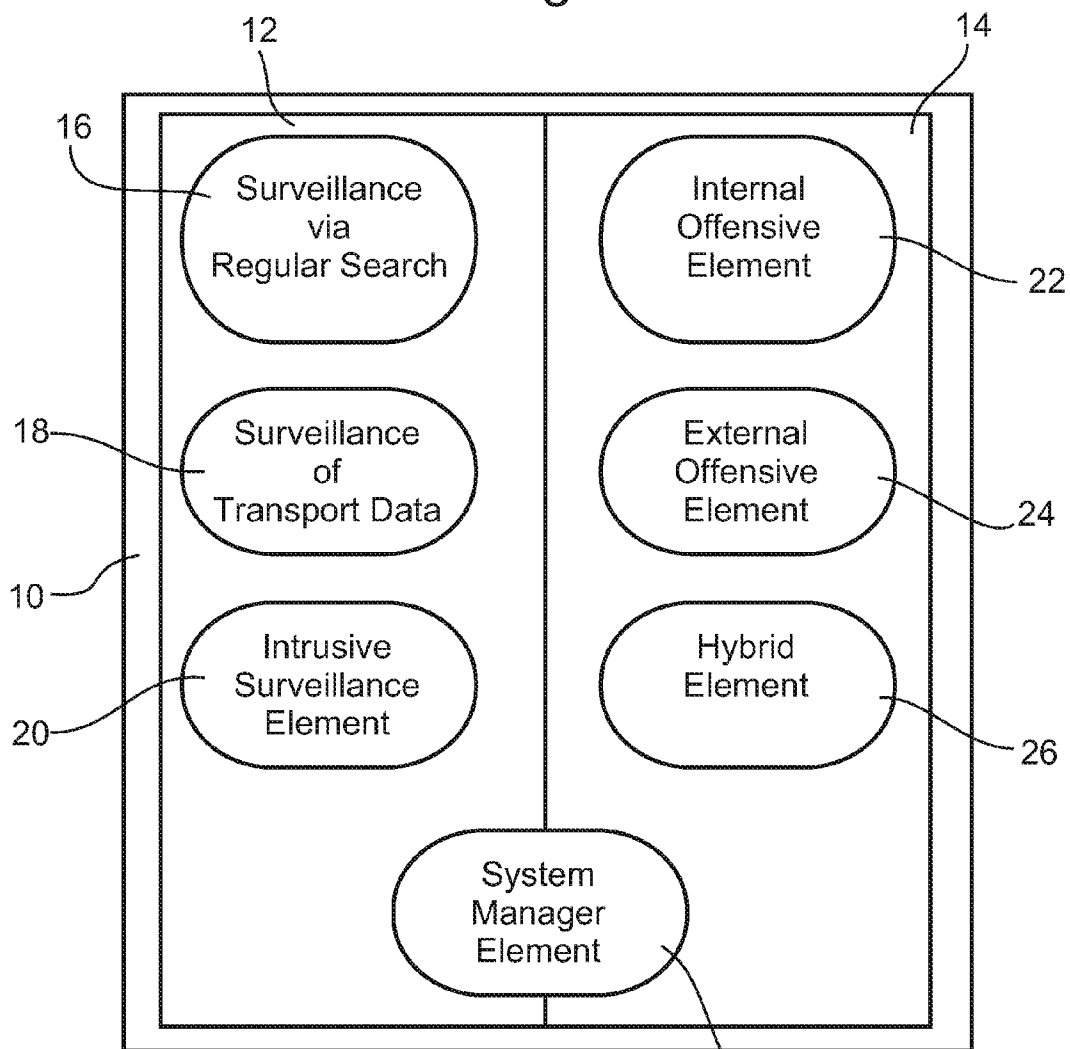 12
14
16
Surveillance
via
Regular Search
Internal
Offensive
Element
22
18
Surveillance
of
Transport Data
External
Offensive
Element
24
10
Intrusive
Surveillance
Element
20
Hybrid
Element
26
System
Manager
Element